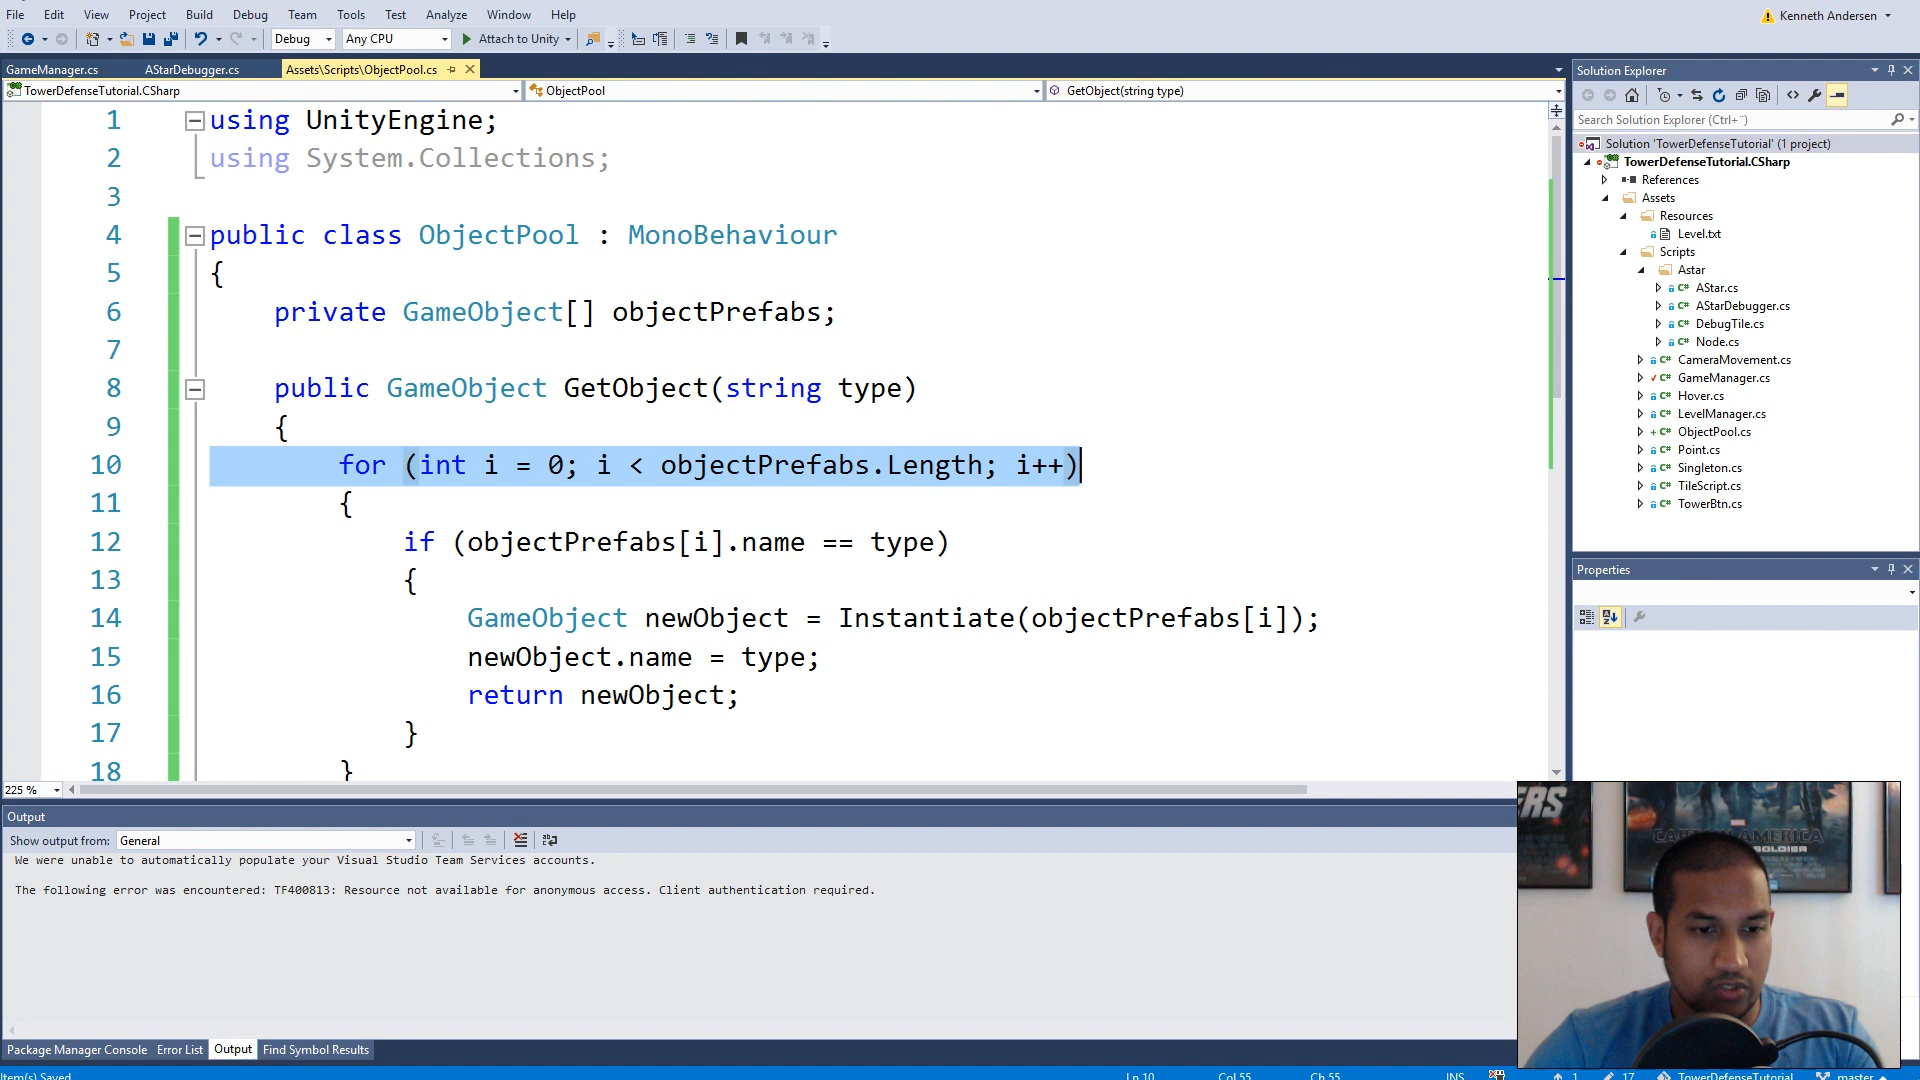 File Edit View Project Build Debug Team Tools Test Analyze Window Help
Kenneth Andersen
Debug Any CPU Attach to Unity
GameManager.cs AStarDebugger.cs Assets\Scripts\ObjectPool.cs
TowerDefenseTutorial.CSharp ObjectPool GetObject(string type)
1 using UnityEngine;
2 using System.Collections;
3
4 public class ObjectPool : MonoBehaviour
5 {
6 private GameObject[] objectPrefabs;
7
8 public GameObject GetObject(string type)
9 {
10 for (int i = 0; i < objectPrefabs.Length; i++)
11 {
12 if (objectPrefabs[i].name == type)
13 {
14 GameObject newObject = Instantiate(objectPrefabs[i]);
15 newObject.name = type;
16 return newObject;
17 }
18 }
225 %
Output
Show output from: General
We were unable to automatically populate your Visual Studio Team Services accounts.
The following error was encountered: TF400813: Resource not available for anonymous access. Client authentication required.
Package Manager Console Error List Output Find Symbol Results
Item(s) Saved Ln 10 Col 55 Ch 55 INS 1 17 TowerDefenseTutorial master
Solution Explorer
Search Solution Explorer (Ctrl+¨)
Solution 'TowerDefenseTutorial' (1 project)
TowerDefenseTutorial.CSharp
References
Assets
Resources
Level.txt
Scripts
Astar
C# AStar.cs
C# AStarDebugger.cs
C# DebugTile.cs
C# Node.cs
C# CameraMovement.cs
C# GameManager.cs
C# Hover.cs
C# LevelManager.cs
C# ObjectPool.cs
C# Point.cs
C# Singleton.cs
C# TileScript.cs
C# TowerBtn.cs
Properties
ERS
CAPTAIN AMERICA
SOLDIER